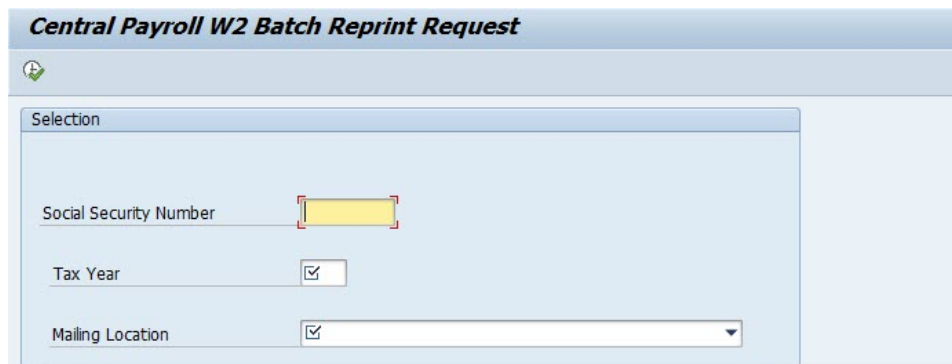 Central Payroll W2 Batch Reprint Request
Selection
Social Security Number
Tax Year
Mailing Location